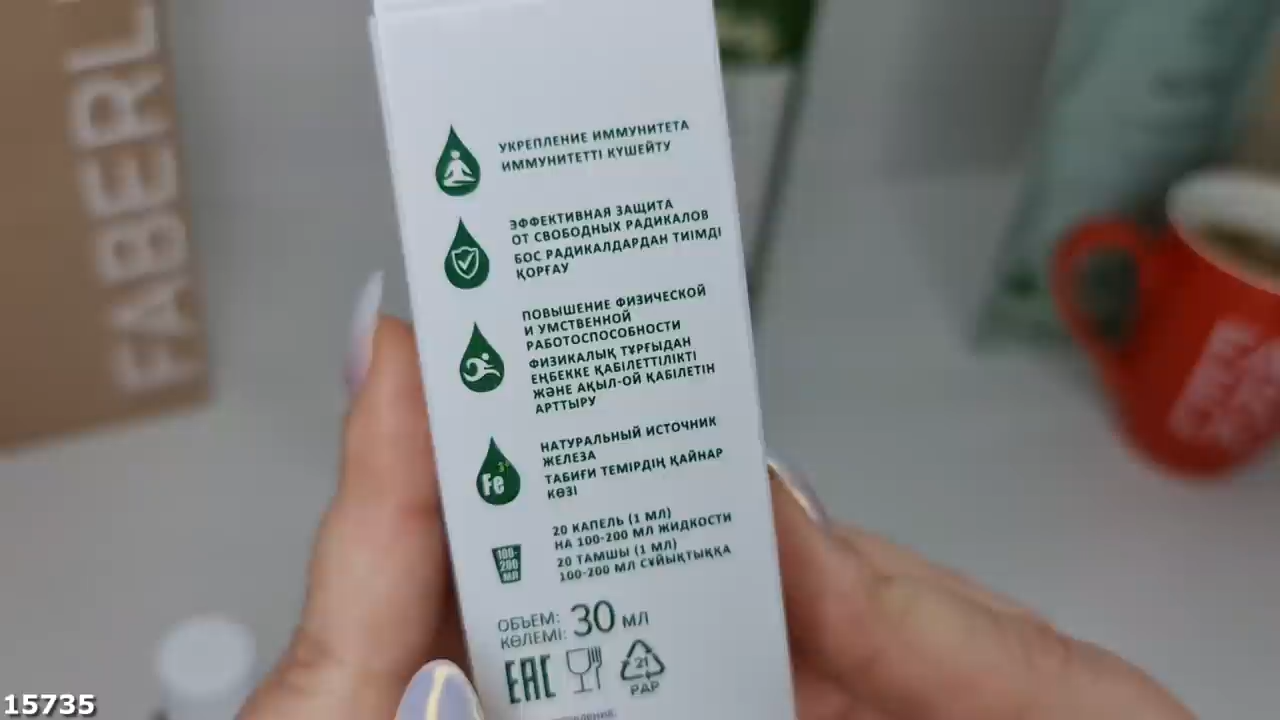 FABERL
УКРЕПЛЕНИЕ ИММУНИТЕТА
ИММУНИТЕТТІ КҮШЕЙТУ
ЭФФЕКТИВНАЯ ЗАЩИТА
ОТ СВОБОДНЫХ РАДИКАЛОВ
БОС РАДИКАЛДАРДАН ТИІМДІ
ҚОРҒАУ
ПОВЫШЕНИЕ ФИЗИЧЕСКОЙ
И УМСТВЕННОЙ
РАБОТОСПОСОБНОСТИ
ФИЗИКАЛЫҚ ТҰРҒЫДАН
ЕҢБЕККЕ ҚАБІЛЕТТІЛІКТІ
ЖӘНЕ АҚЫЛ-ОЙ ҚАБІЛЕТІН
АРТТЫРУ
Fe 3+
НАТУРАЛЬНЫЙ ИСТОЧНИК
ЖЕЛЕЗА
ТАБИҒИ ТЕМІРДІҢ ҚАЙНАР
КӨЗІ
100-
200
МЛ
20 КАПЕЛЬ (1 МЛ)
НА 100-200 МЛ ЖИДКОСТИ
20 ТАМШЫ (1 МЛ)
100-200 МЛ СҰЙЫҚТЫҚҚА
ОБЪЕМ: 30 МЛ
КӨЛЕМІ:
EAC
21
PAP
15735